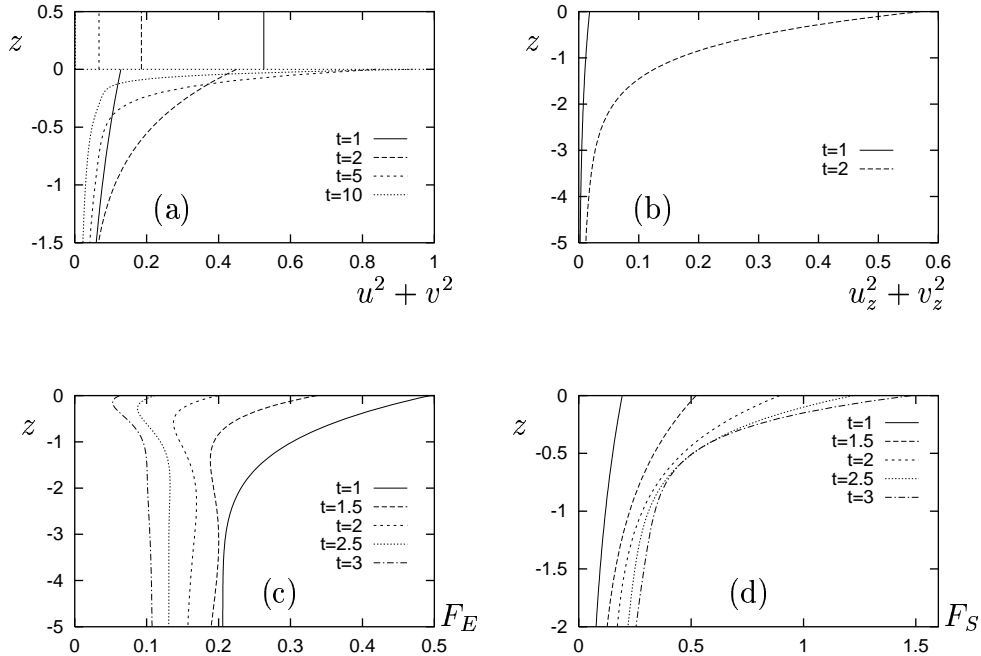 0.5
0
-0.5
-1
-1.5
z
t=1
t=2
t=5
t=10
(a)
0 0.2 0.4 0.6 0.8 1
u² + v²
0
-1
-2
-3
-4
-5
z
t=1
t=2
(b)
0 0.1 0.2 0.3 0.4 0.5 0.6
u_z² + v_z²
0
-1
-2
-3
-4
-5
z
t=1
t=1.5
t=2
t=2.5
t=3
(c)
F_E
0 0.1 0.2 0.3 0.4 0.5
0
-0.5
-1
-1.5
-2
z
t=1
t=1.5
t=2
t=2.5
t=3
(d)
F_S
0 0.5 1 1.5